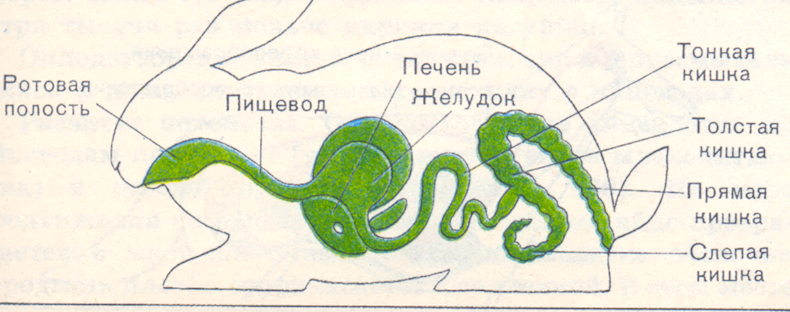 Ротовая
полость
Пищевод
Печень
Желудок
Тонкая
кишка
Толстая
кишка
Прямая
кишка
Слепая
кишка